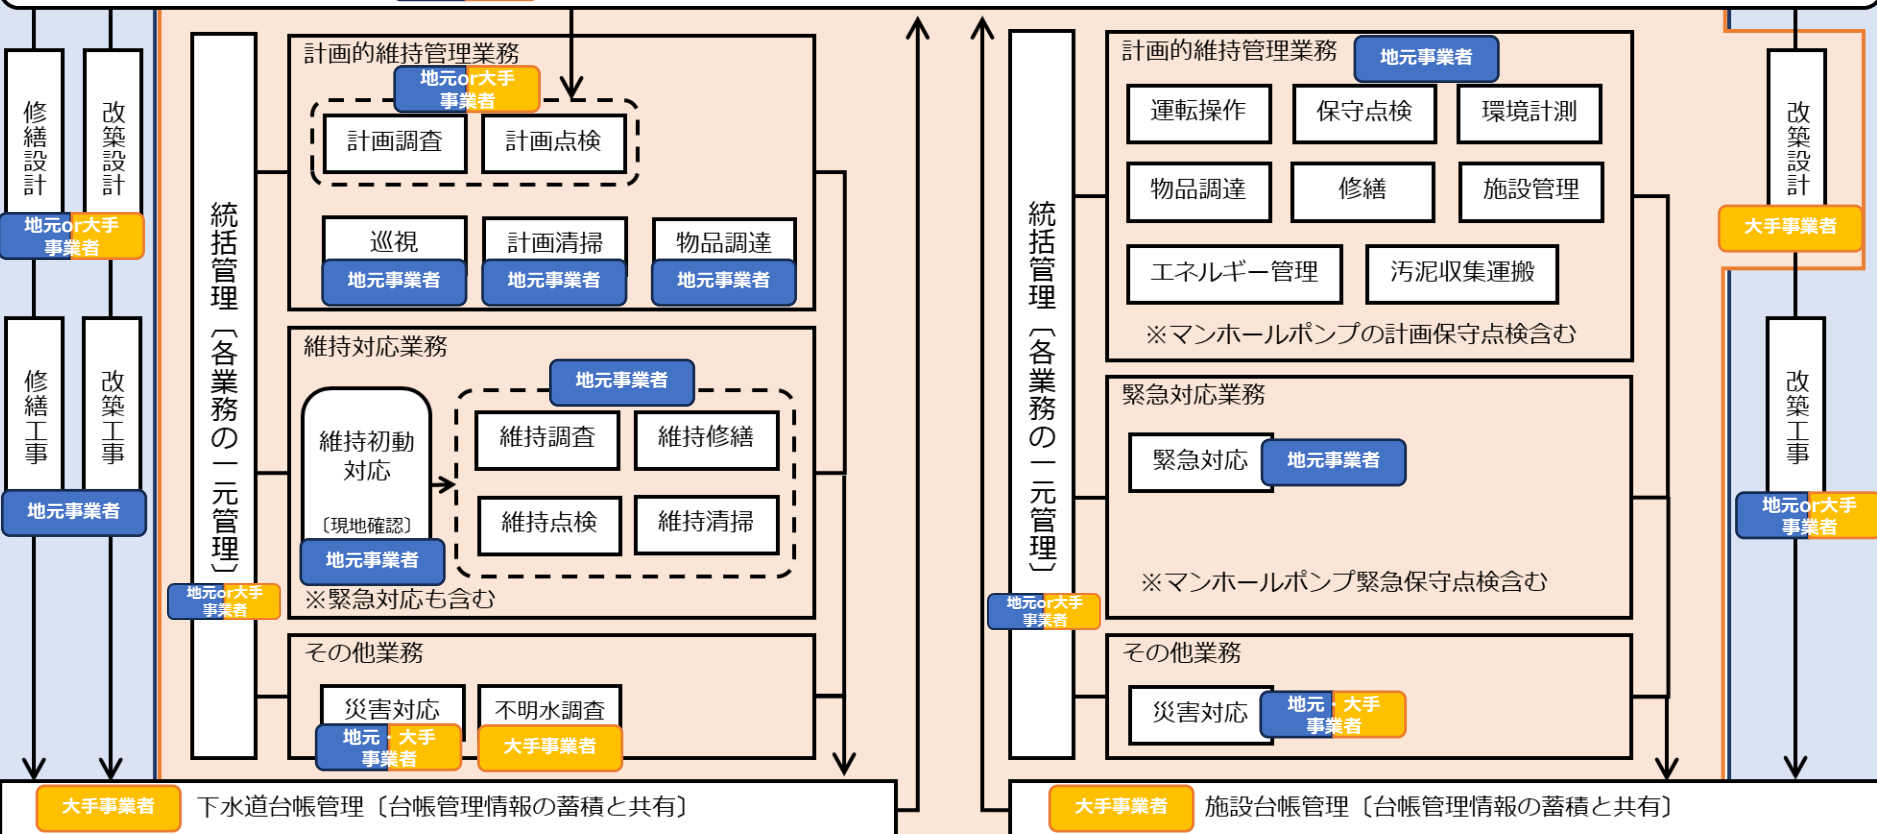 修繕設計
改築設計
地元or大手
事業者
修繕工事
改築工事
地元事業者
統括管理〔各業務の一元管理〕
地元or大手
事業者
計画的維持管理業務
地元or大手
事業者
計画調査
計画点検
巡視
地元事業者
計画清掃
地元事業者
物品調達
地元事業者
維持対応業務
維持初動
対応
〔現地確認〕
地元事業者
地元事業者
維持調査
維持修繕
維持点検
維持清掃
※緊急対応も含む
その他業務
災害対応
地元・大手
事業者
不明水調査
大手事業者
大手事業者
下水道台帳管理〔台帳管理情報の蓄積と共有〕
統括管理〔各業務の一元管理〕
地元or大手
事業者
計画的維持管理業務
地元事業者
運転操作
保守点検
環境計測
物品調達
修繕
施設管理
エネルギー管理
汚泥収集運搬
※マンホールポンプの計画保守点検含む
緊急対応業務
緊急対応
地元事業者
※マンホールポンプ緊急保守点検含む
その他業務
災害対応
地元・大手
事業者
改築設計
大手事業者
改築工事
地元or大手
事業者
大手事業者
施設台帳管理〔台帳管理情報の蓄積と共有〕